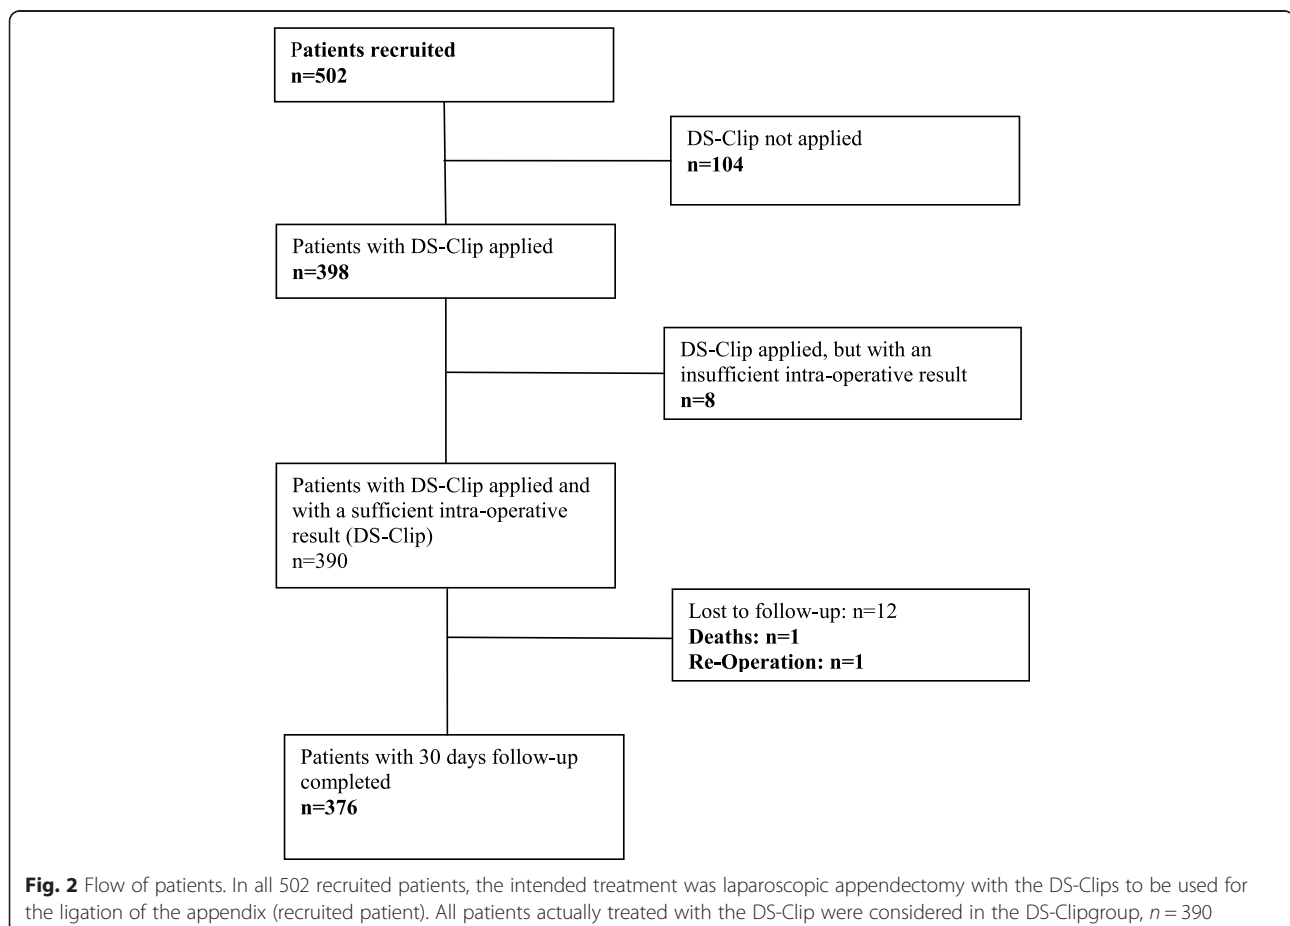 Patients recruited
n=502
DS-Clip not applied
n=104
Patients with DS-Clip applied
n=398
DS-Clip applied, but with an
insufficient intra-operative result
n=8
Patients with DS-Clip applied and
with a sufficient intra-operative
result (DS-Clip)
n=390
Lost to follow-up: n=12
Deaths: n=1
Re-Operation: n=1
Patients with 30 days follow-up
completed
n=376
Fig. 2 Flow of patients. In all 502 recruited patients, the intended treatment was laparoscopic appendectomy with the DS-Clips to be used for
the ligation of the appendix (recruited patient). All patients actually treated with the DS-Clip were considered in the DS-Clipgroup, n = 390